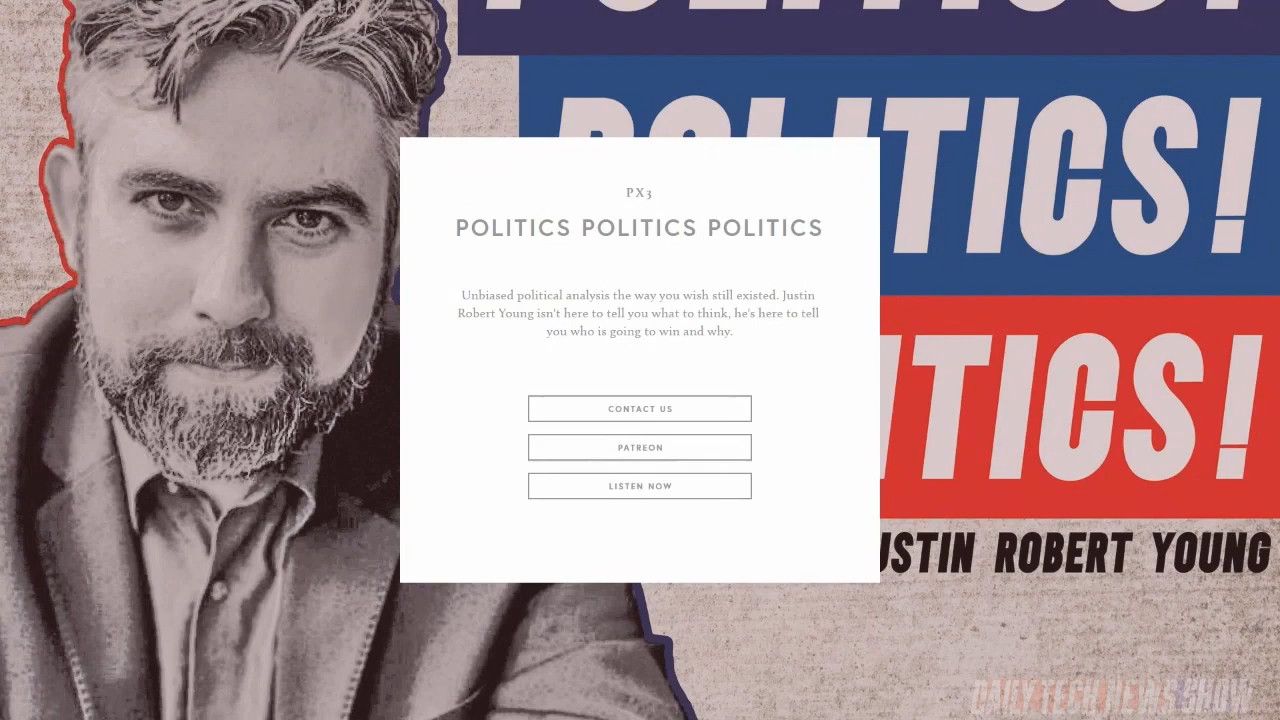 POLITICS!
POLITICS!
PX3
POLITICS POLITICS POLITICS
Unbiased political analysis the way you wish still existed. Justin
Robert Young isn't here to tell you what to think, he's here to tell
you who is going to win and why.
ITICS!
CONTACT US
PATREON
LISTEN NOW
USTIN ROBERT YOUNG
DAILY TECH NEWS SHOW